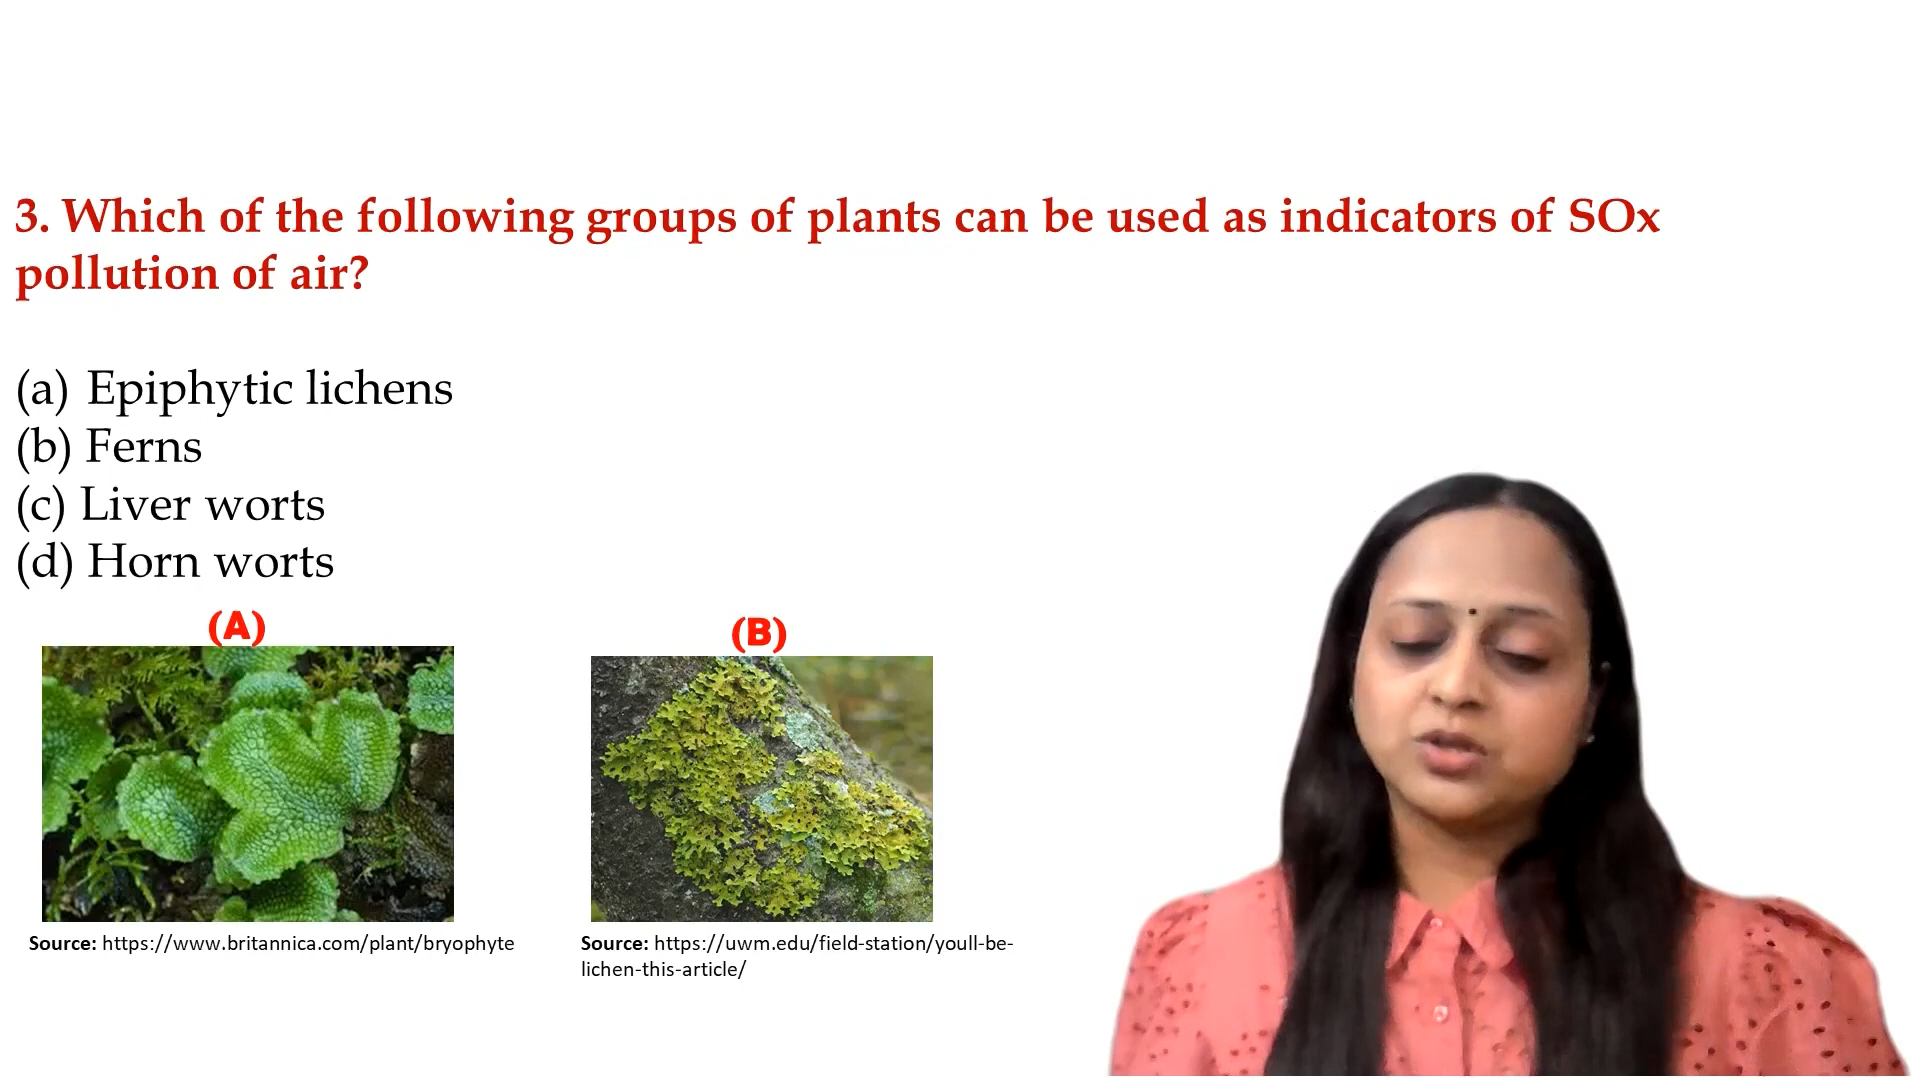 3. Which of the following groups of plants can be used as indicators of SOx
pollution of air?
(a) Epiphytic lichens
(b) Ferns
(c) Liver worts
(d) Horn worts
(A)
(B)
Source: https://www.britannica.com/plant/bryophyte
Source: https://uwm.edu/field-station/youll-be-
lichen-this-article/